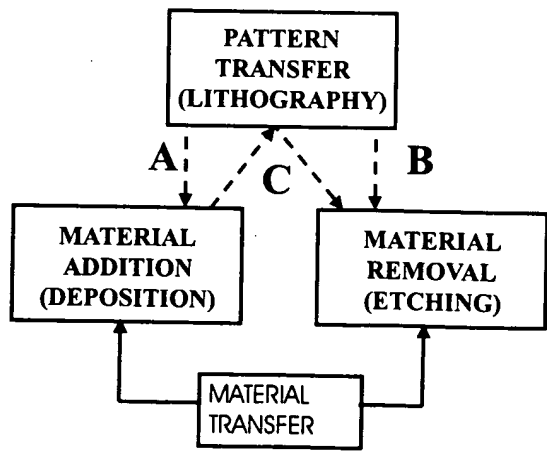 PATTERN
TRANSFER
(LITHOGRAPHY)
A
C
B
MATERIAL
ADDITION
(DEPOSITION)
MATERIAL
REMOVAL
(ETCHING)
MATERIAL
TRANSFER